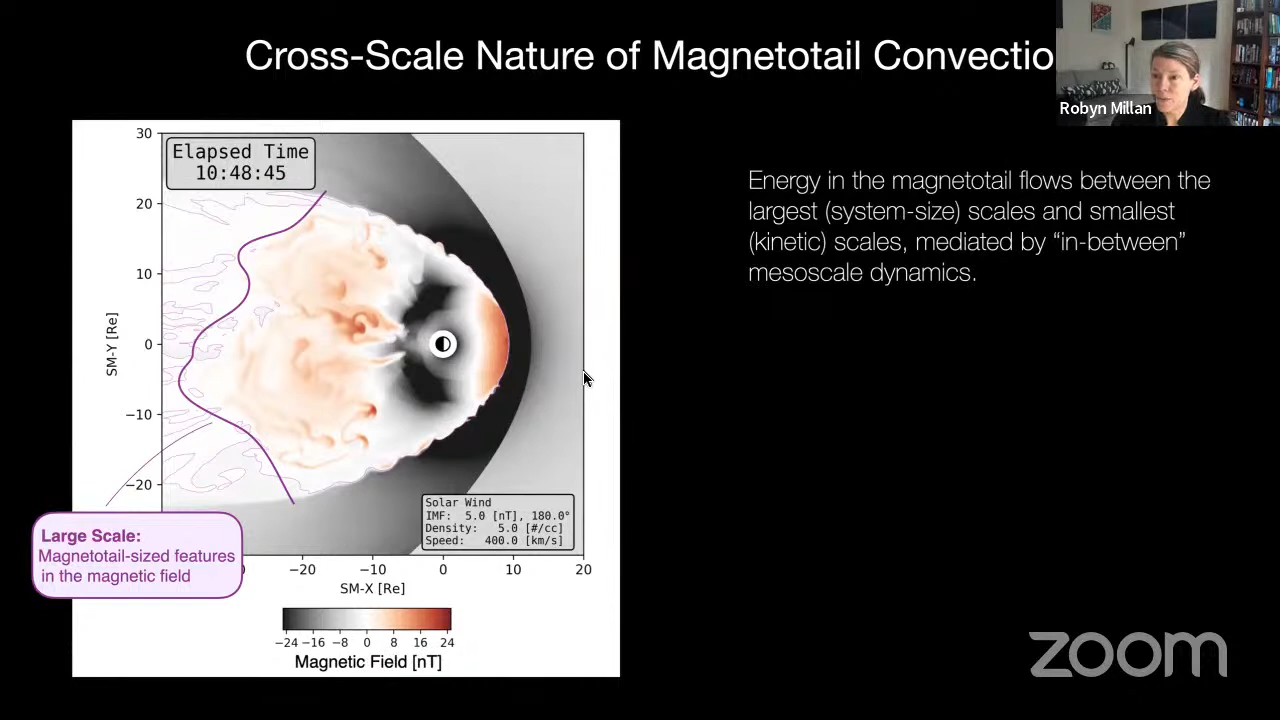 Cross-Scale Nature of Magnetotail Convectio
Robyn Millan
Energy in the magnetotail flows between the
largest (system-size) scales and smallest
(kinetic) scales, mediated by “in-between”
mesoscale dynamics.
Elapsed Time
10:48:45
30
20
10
0
−10
−20
SM-Y [Re]
Solar Wind
IMF: 5.0 [nT], 180.0°
Density: 5.0 [#/cc]
Speed: 400.0 [km/s]
Large Scale:
Magnetotail-sized features
in the magnetic field
−20 −10 0 10 20
SM-X [Re]
−24 −16 −8 0 8 16 24
Magnetic Field [nT]
zoom